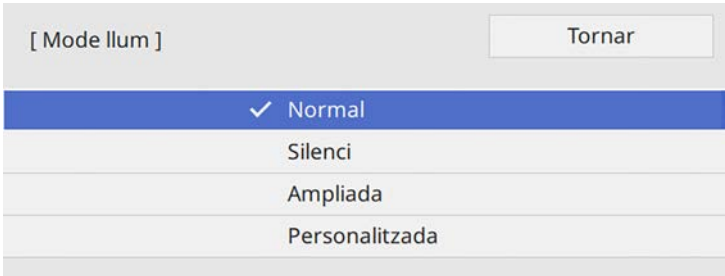 [ Mode llum ]
Tornar
Normal
Silenci
Ampliada
Personalitzada